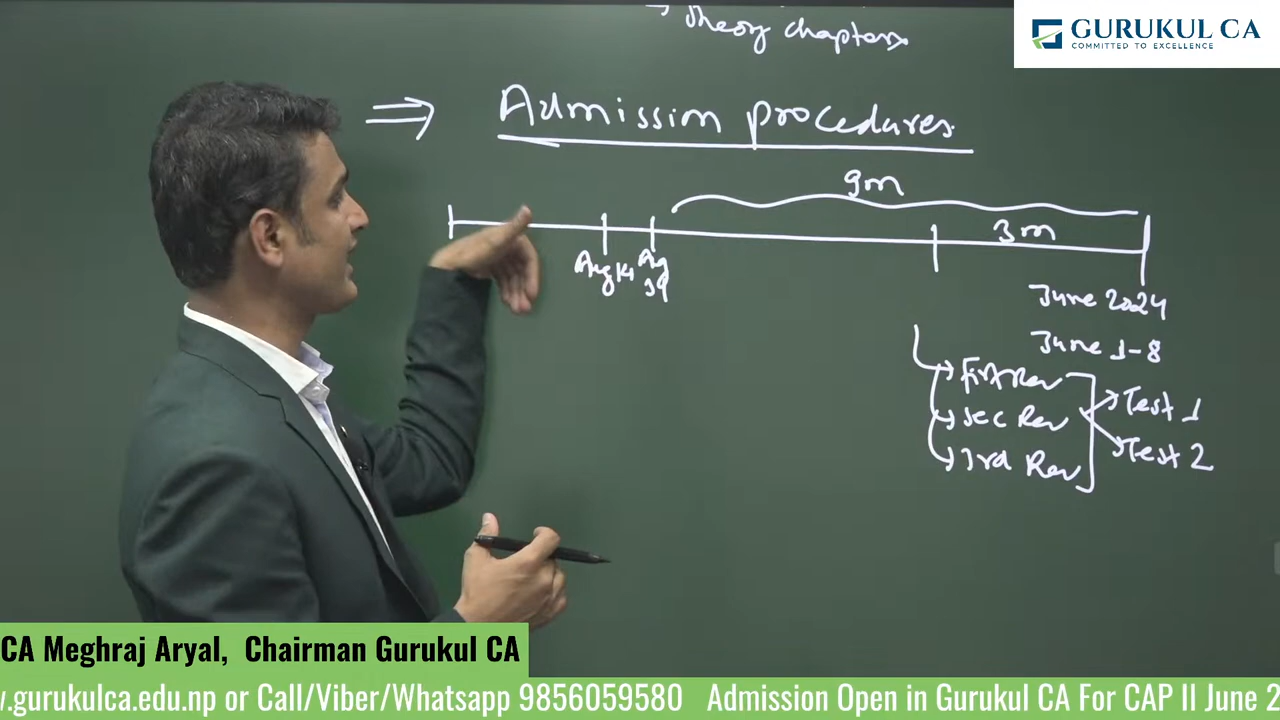 Theory chapters
GURUKUL CA
COMMITTED TO EXCELLENCE
⇒ Admission procedures
9m
3m
Aug 14
Aug
June 2024
June 1-8
First Rev
Sec Rev
3rd Rev
Test 1
Test 2
CA Meghraj Aryal, Chairman Gurukul CA
.gurukulca.edu.np or Call/Viber/Whatsapp 9856059580 Admission Open in Gurukul CA For CAP II June 2